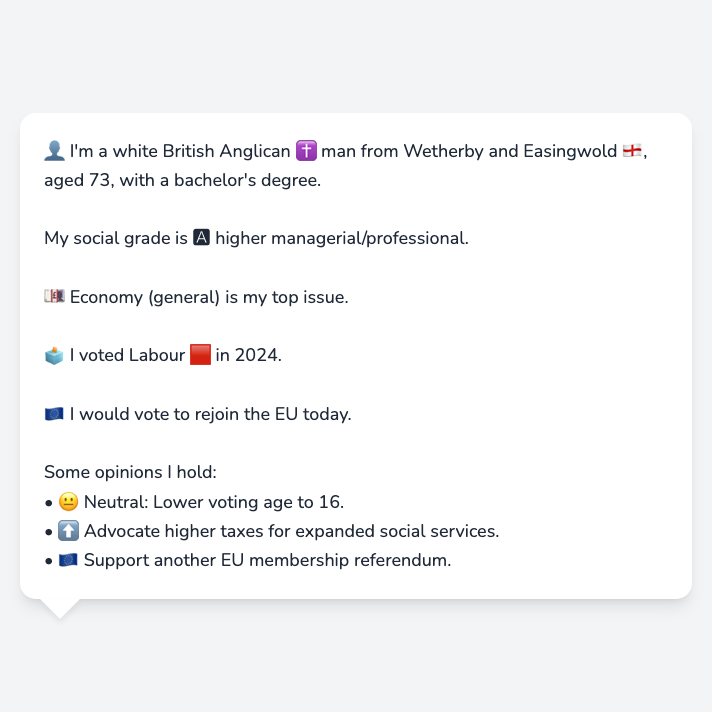 👤 I'm a white British Anglican ✝️ man from Wetherby and Easingwold 🏴󠁧󠁢󠁥󠁮󠁧󠁿,
aged 73, with a bachelor's degree.
My social grade is 🅰 higher managerial/professional.
💷 Economy (general) is my top issue.
🗳️ I voted Labour 🟥 in 2024.
🇪🇺 I would vote to rejoin the EU today.
Some opinions I hold:
• 😐 Neutral: Lower voting age to 16.
• ⬆️ Advocate higher taxes for expanded social services.
• 🇪🇺 Support another EU membership referendum.